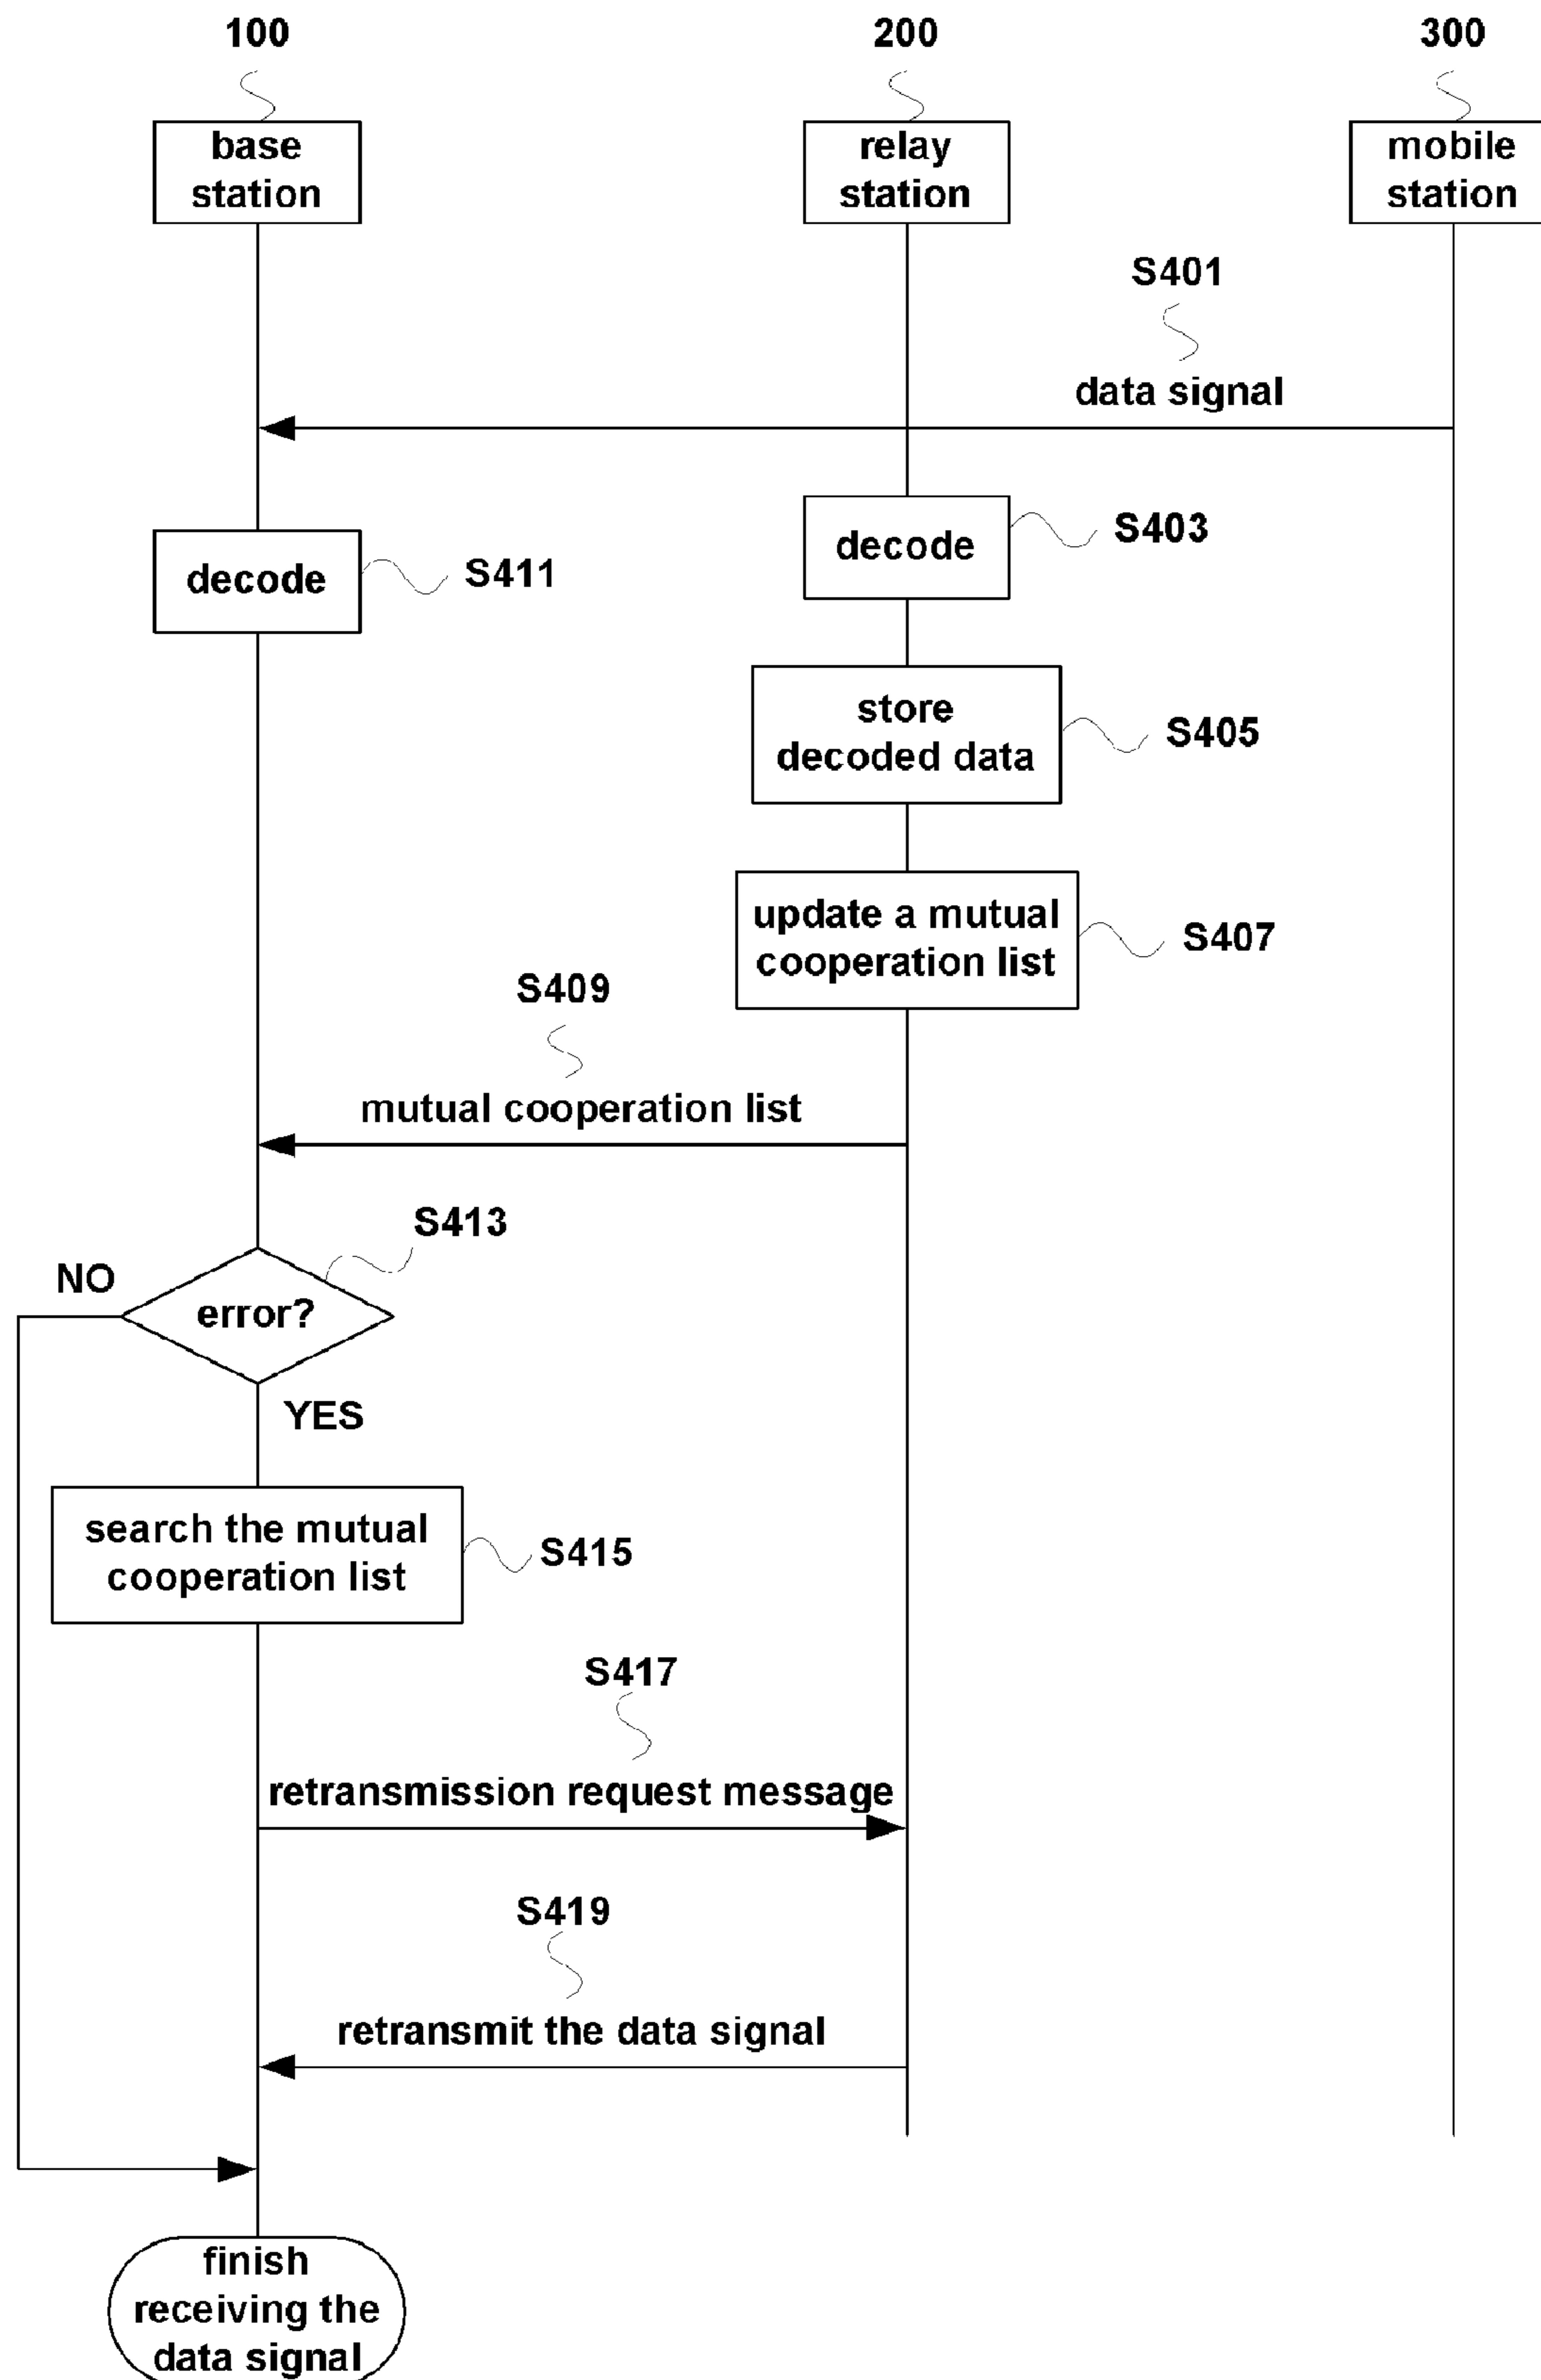 100
200
300
base
station
relay
station
mobile
station
S401
data signal
decode
S403
decode
S411
store
decoded data
S405
update a mutual
cooperation list
S407
S409
mutual cooperation list
S413
NO
error?
YES
search the mutual
cooperation list
S415
S417
retransmission request message
S419
retransmit the data signal
finish
receiving the
data signal